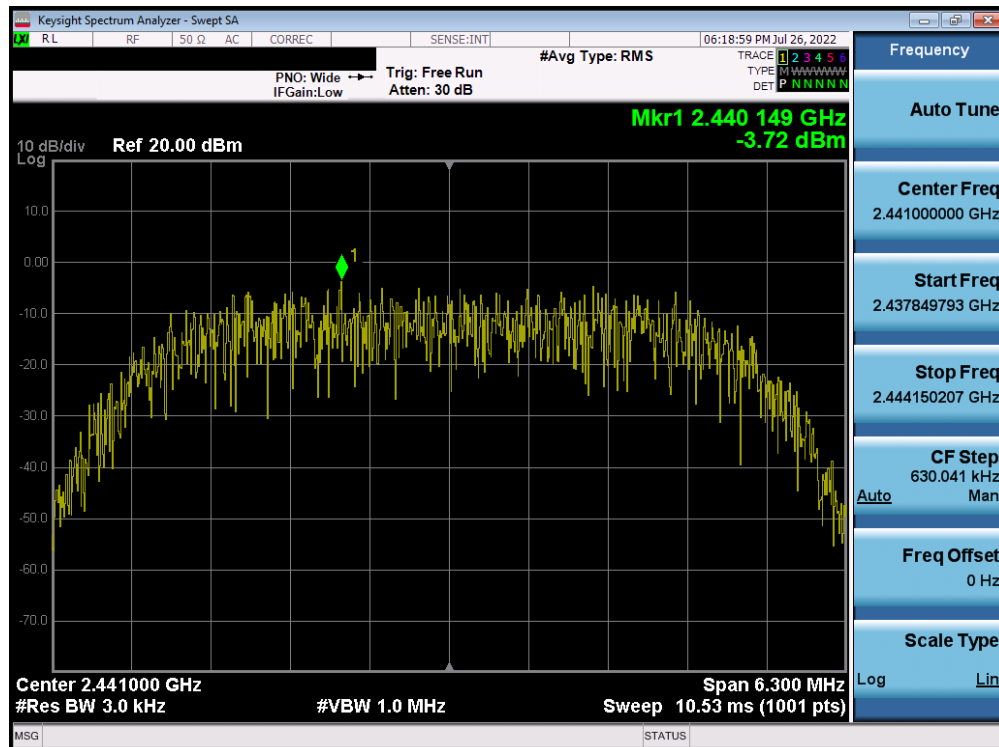 Keysight Spectrum Analyzer - Swept SA
LXI RL RF 50 Ω AC CORREC SENSE:INT 06:18:59 PM Jul 26, 2022
#Avg Type: RMS TRACE 1 2 3 4 5 6
PNO: Wide Trig: Free Run TYPE M WWWWW
IFGain:Low Atten: 30 dB DET P N N N N N
Mkr1 2.440 149 GHz
-3.72 dBm
10 dB/div Ref 20.00 dBm
Log
1
10.0
0.00
-10.0
-20.0
-30.0
-40.0
-50.0
-60.0
-70.0
Center 2.441000 GHz Span 6.300 MHz
#Res BW 3.0 kHz #VBW 1.0 MHz Sweep 10.53 ms (1001 pts)
MSG STATUS
Frequency
Auto Tune
Center Freq
2.441000000 GHz
Start Freq
2.437849793 GHz
Stop Freq
2.444150207 GHz
CF Step
630.041 kHz
Auto Man
Freq Offset
0 Hz
Scale Type
Log Lin